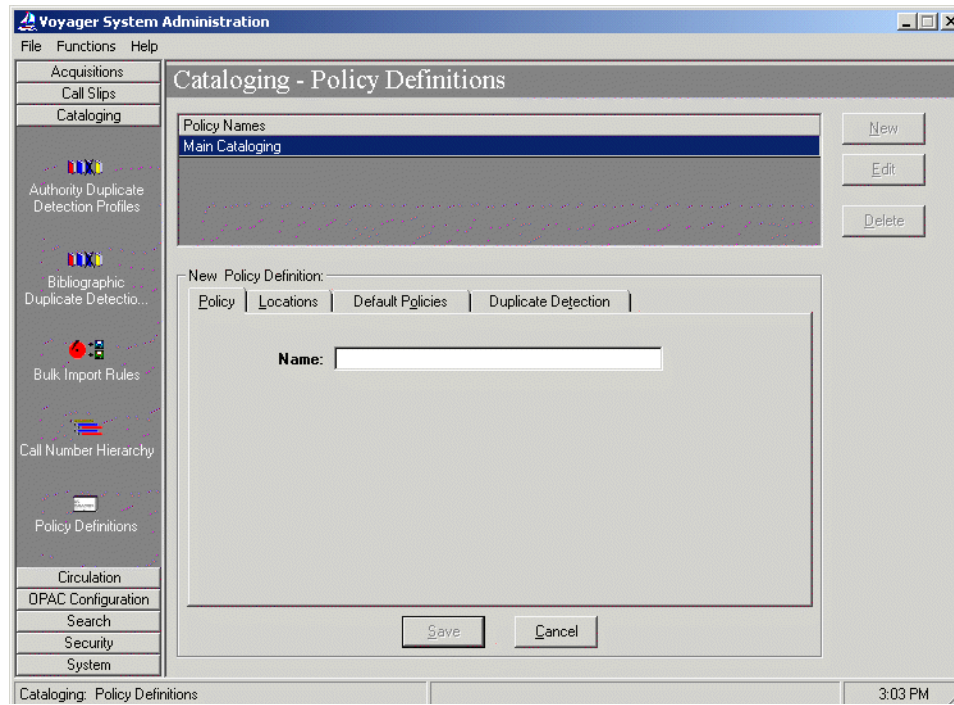 Voyager System Administration
File Functions Help
Acquisitions
Call Slips
Cataloging
Authority Duplicate
Detection Profiles
Bibliographic
Duplicate Detectio...
Bulk Import Rules
Call Number Hierarchy
Policy Definitions
Circulation
OPAC Configuration
Search
Security
System
Cataloging - Policy Definitions
Policy Names
Main Cataloging
New
Edit
Delete
New Policy Definition:
Policy Locations Default Policies Duplicate Detection
Name:
Save Cancel
Cataloging: Policy Definitions 3:03 PM